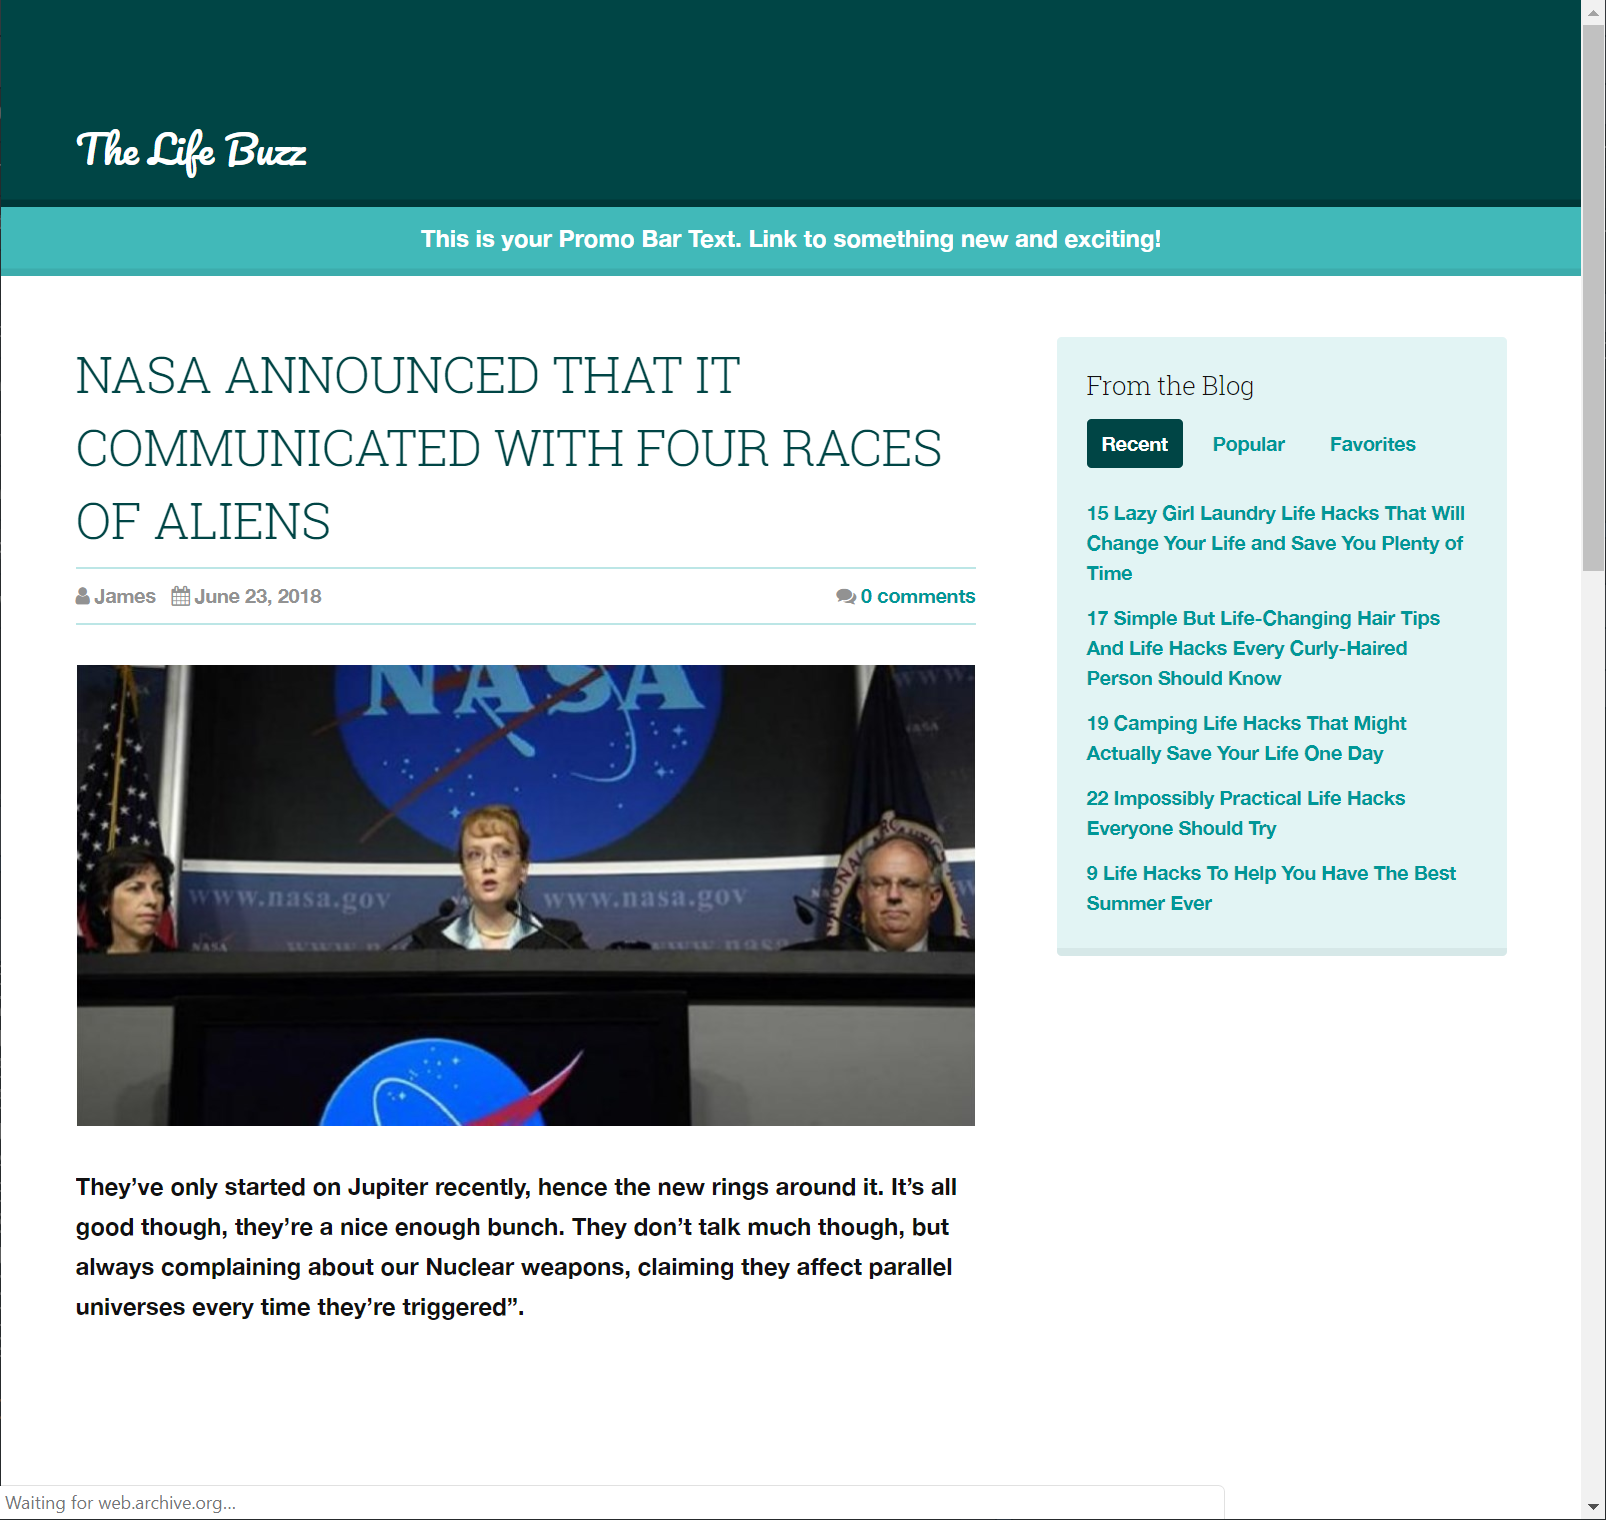 The Life Buzz
This is your Promo Bar Text. Link to something new and exciting!
NASA ANNOUNCED THAT IT
COMMUNICATED WITH FOUR RACES
OF ALIENS
James June 23, 2018 0 comments
NASA
www.nasa.gov www.nasa.gov
NASA
They’ve only started on Jupiter recently, hence the new rings around it. It’s all
good though, they’re a nice enough bunch. They don’t talk much though, but
always complaining about our Nuclear weapons, claiming they affect parallel
universes every time they’re triggered”.
From the Blog
Recent Popular Favorites
15 Lazy Girl Laundry Life Hacks That Will
Change Your Life and Save You Plenty of
Time
17 Simple But Life-Changing Hair Tips
And Life Hacks Every Curly-Haired
Person Should Know
19 Camping Life Hacks That Might
Actually Save Your Life One Day
22 Impossibly Practical Life Hacks
Everyone Should Try
9 Life Hacks To Help You Have The Best
Summer Ever
Waiting for web.archive.org...